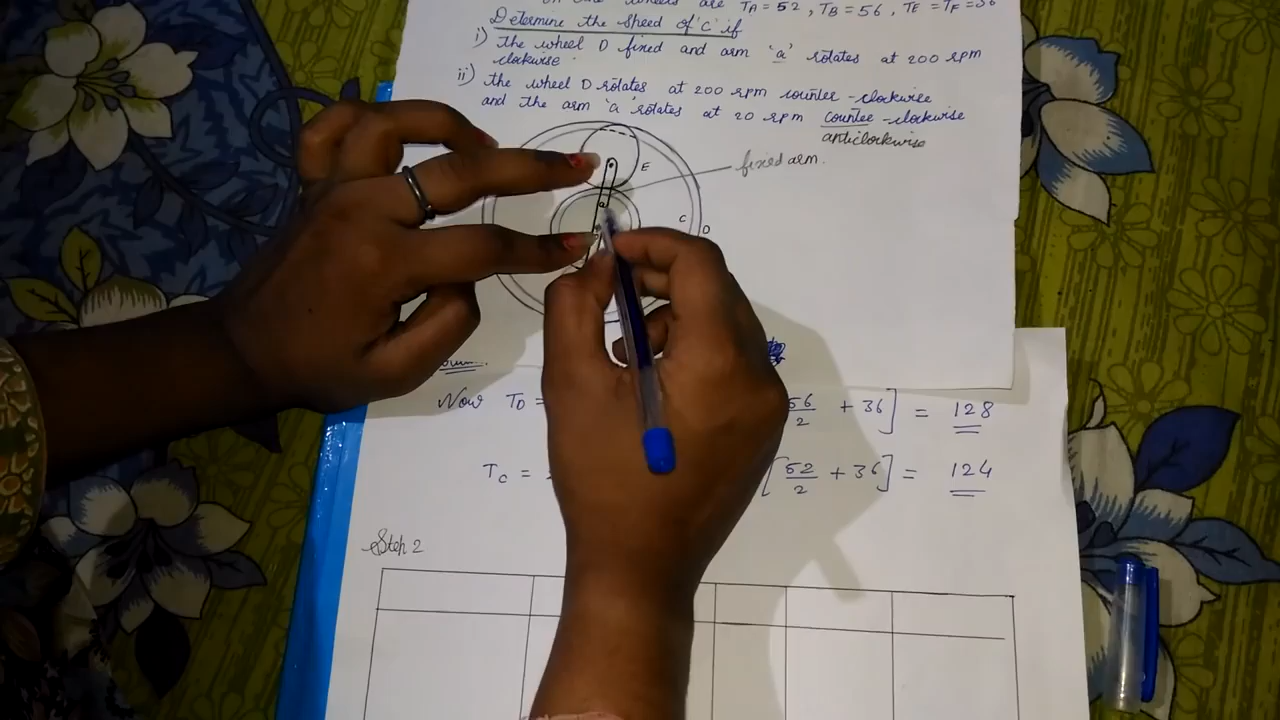 on the wheels are TA = 52, TB = 56, TE = TF = 36
Determine the speed of 'C' if
i) the wheel D fixed and arm 'a' rotates at 200 rpm
clockwise.
ii) the wheel D rotates at 200 rpm counter-clockwise
and the arm 'a' rotates at 20 rpm counter-clockwise
anticlockwise
fixed arm.
E
a
C
D
Now TD = 56/2 + 36] = 128
TC = [52/2 + 36] = 124
Step 2